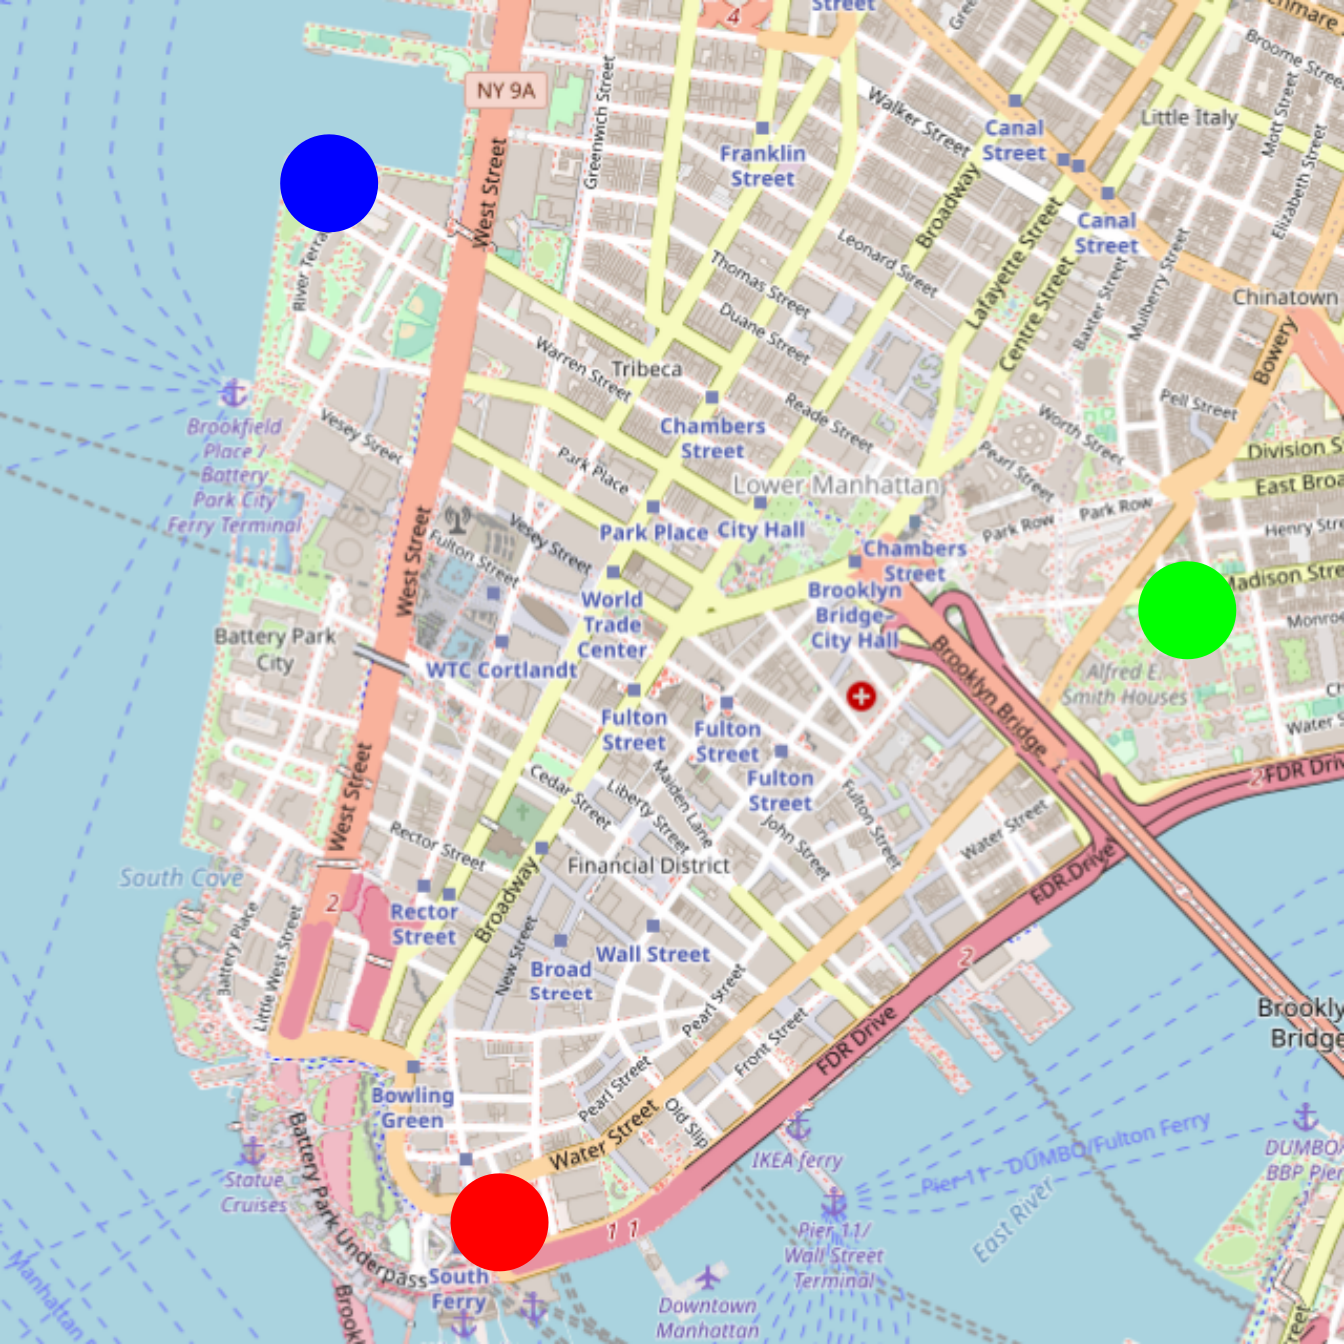 Street
4
NY 9A
Greenwich Street
Walker Street
Canal
Street
Little Italy
Broome Stree
Mott Street
Elizabeth Street
Franklin
Street
West Street
Broadway
Lafayette Street
Canal
Street
Leonard Street
Thomas Street
Duane Street
Centre Street
Baxter Street
Mulberry Street
Chinatown
Bowery
River Terra
Warren Street
Tribeca
Chambers
Street
Reade Street
Worth Street
Pell Street
Division S
East Broa
Henry Stre
Brookfield
Place /
Battery
Park City
Ferry Terminal
Vesey Street
Park Place
Lower Manhattan
Pearl Street
Park Row
Park Row
Park Place
City Hall
Chambers
Street
Brooklyn
Bridge-
City Hall
Madison Stre
Monroe
West Street
Fulton Street
Vesey Street
World
Trade
Center
Battery Park
City
WTC Cortlandt
Brooklyn Bridge
Alfred E.
Smith Houses
Water
FDR Driv
2
Fulton
Street
Fulton
Street
Fulton
Street
West Street
Cedar Street
Liberty Street
Maiden Lane
John Street
Fulton Street
Water Street
Rector Street
Financial District
FDR Drive
South Cove
2
Rector
Street
Broadway
New Street
Wall Street
Broad
Street
Battery Place
Little West Street
Pearl Street
Front Street
FDR Drive
2
Brookly
Bridge
Bowling
Green
Pearl Street
Old Slip
Water Street
IKEA ferry
Pier 11 - DUMBO/Fulton Ferry
DUMBO/
BBP Pier
1
Statue
Cruises
Battery Park Underpass
1 1
Pier 11/
Wall Street
Terminal
East River
South
Ferry
Downtown
Manhattan
Manhattan
Brook
reet